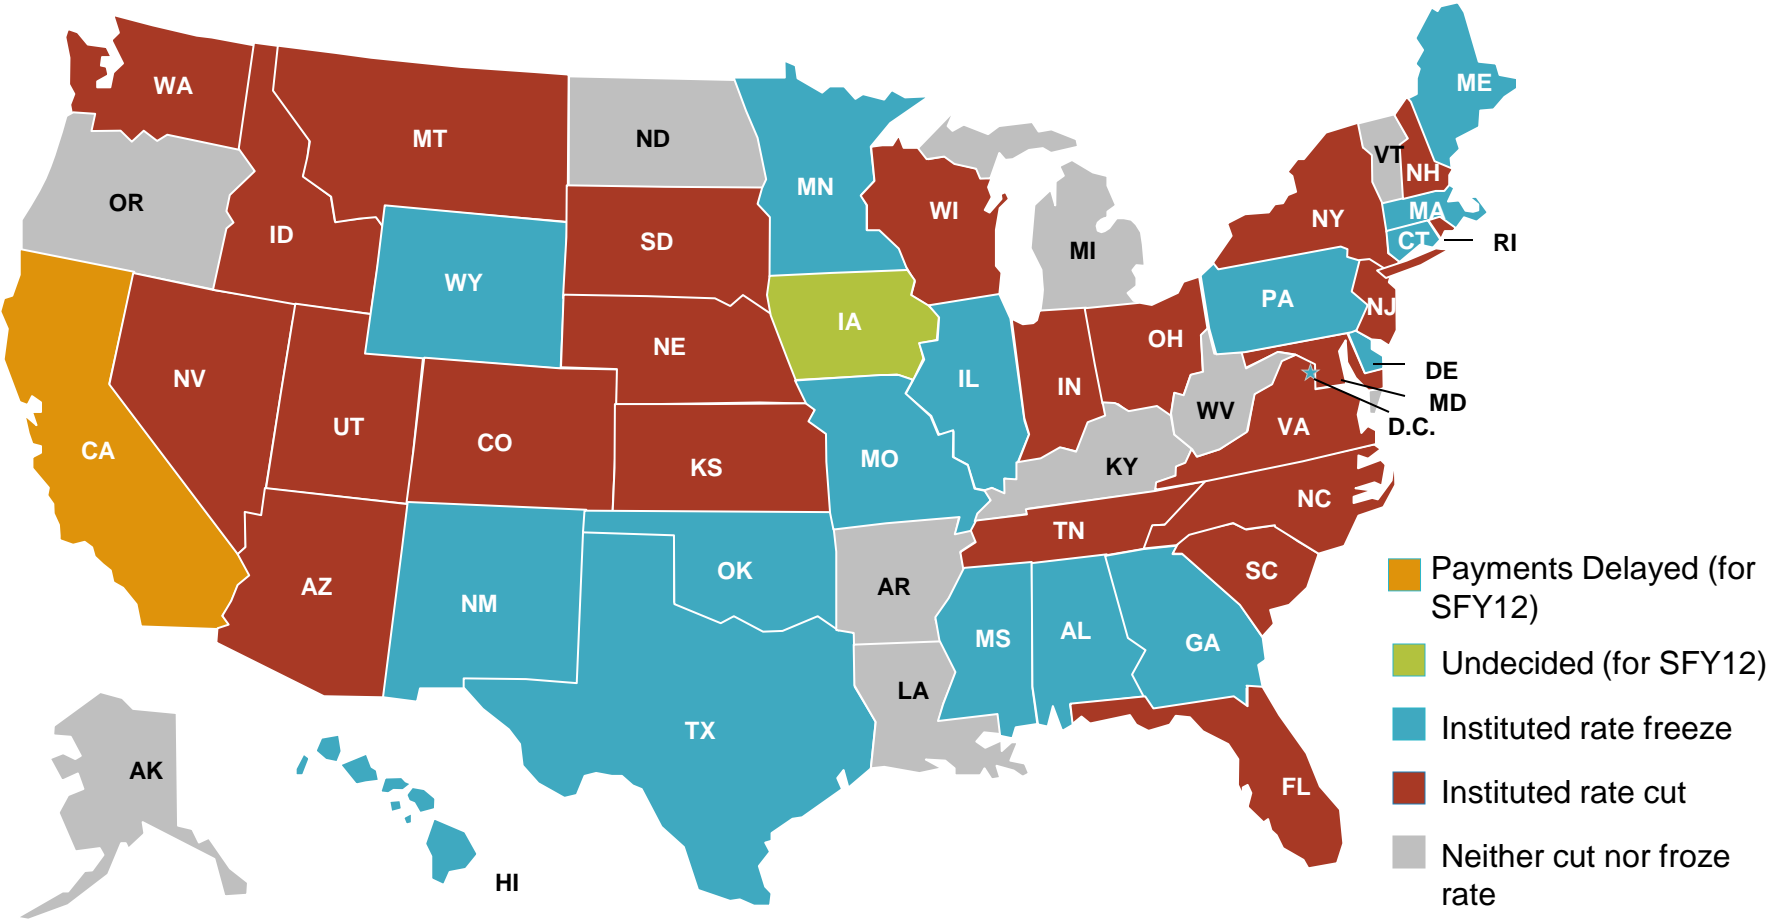 ME
WA
MT
ND
VT
NH
MN
OR
WI
MA
NY
ID
SD
CT
RI
MI
WY
PA
NJ
IA
NE
OH
DE
NV
IL
IN
MD
WV
UT
VA
D.C.
CO
CA
MO
KS
KY
NC
TN
OK
SC
AZ
AR
NM
AL
MS
GA
LA
TX
AK
FL
HI
Payments Delayed (for
SFY12)
Undecided (for SFY12)
Instituted rate freeze
Instituted rate cut
Neither cut nor froze
rate